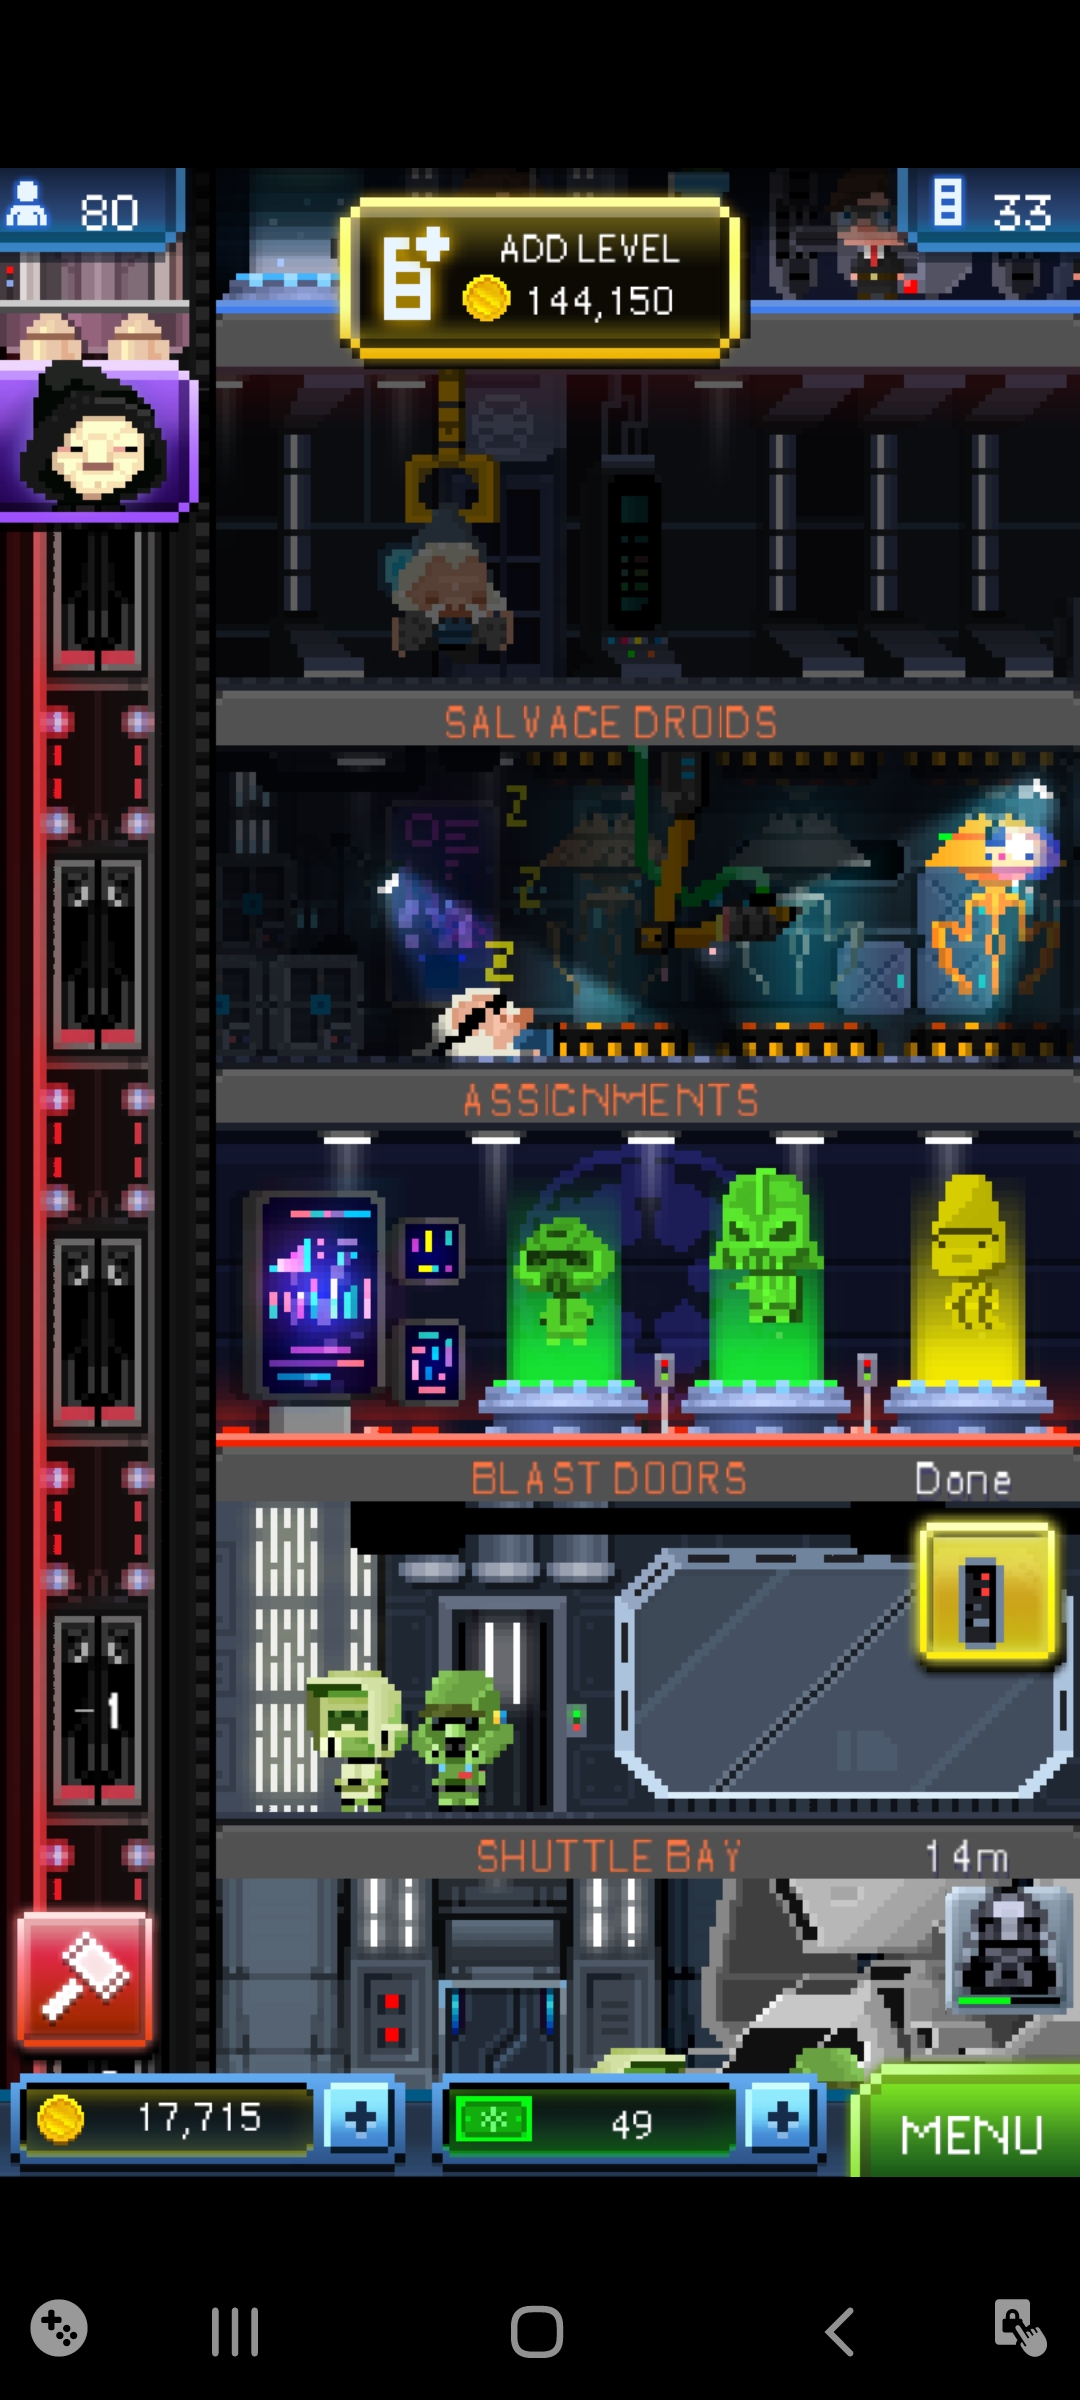 80
33
ADD LEVEL
144,150
SALVAGE DROIDS
Z
Z
Z
ASSIGNMENTS
BLAST DOORS Done
-1
SHUTTLE BAY 14m
17,715
49
MENU